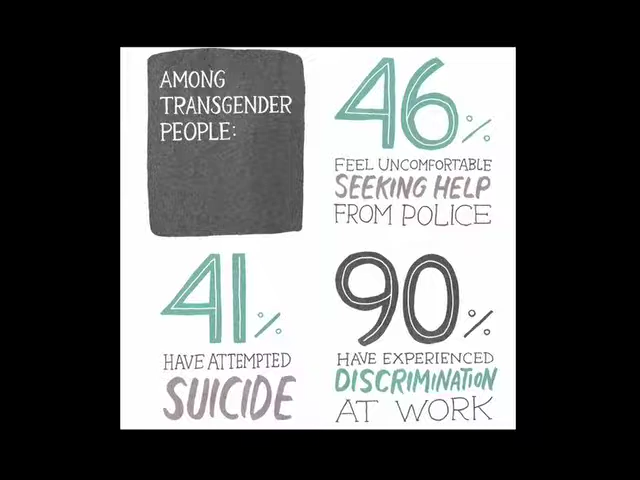 AMONG
TRANSGENDER
PEOPLE:
46%
FEEL UNCOMFORTABLE
SEEKING HELP
FROM POLICE
41%
HAVE ATTEMPTED
SUICIDE
90%
HAVE EXPERIENCED
DISCRIMINATION
AT WORK